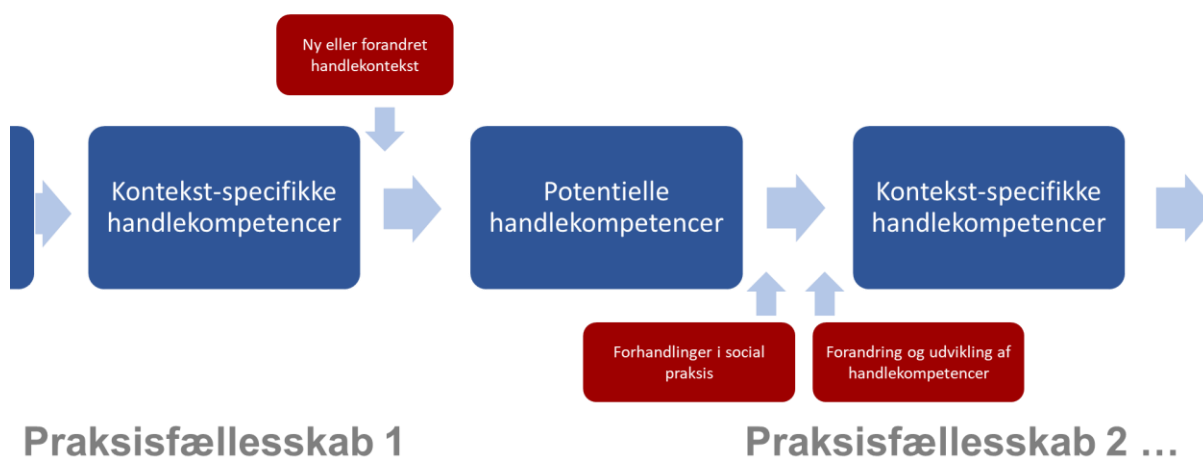 Ny eller forandret
handlekontekst
Kontekst-specifikke
handlekompetencer
Potentielle
handlekompetencer
Kontekst-specifikke
handlekompetencer
Forhandlinger i social
praksis
Forandring og udvikling af
handlekompetencer
Praksisfællesskab 1
Praksisfællesskab 2 ...